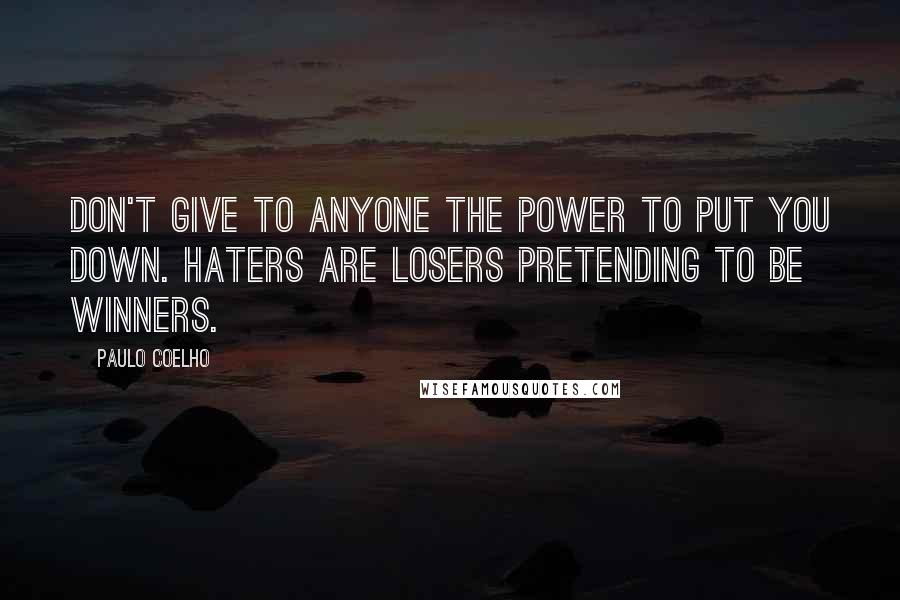 DON'T GIVE TO ANYONE THE POWER TO PUT YOU
DOWN. HATERS ARE LOSERS PRETENDING TO BE
WINNERS.
PAULO COELHO
WISEFAMOUSQUOTES.COM